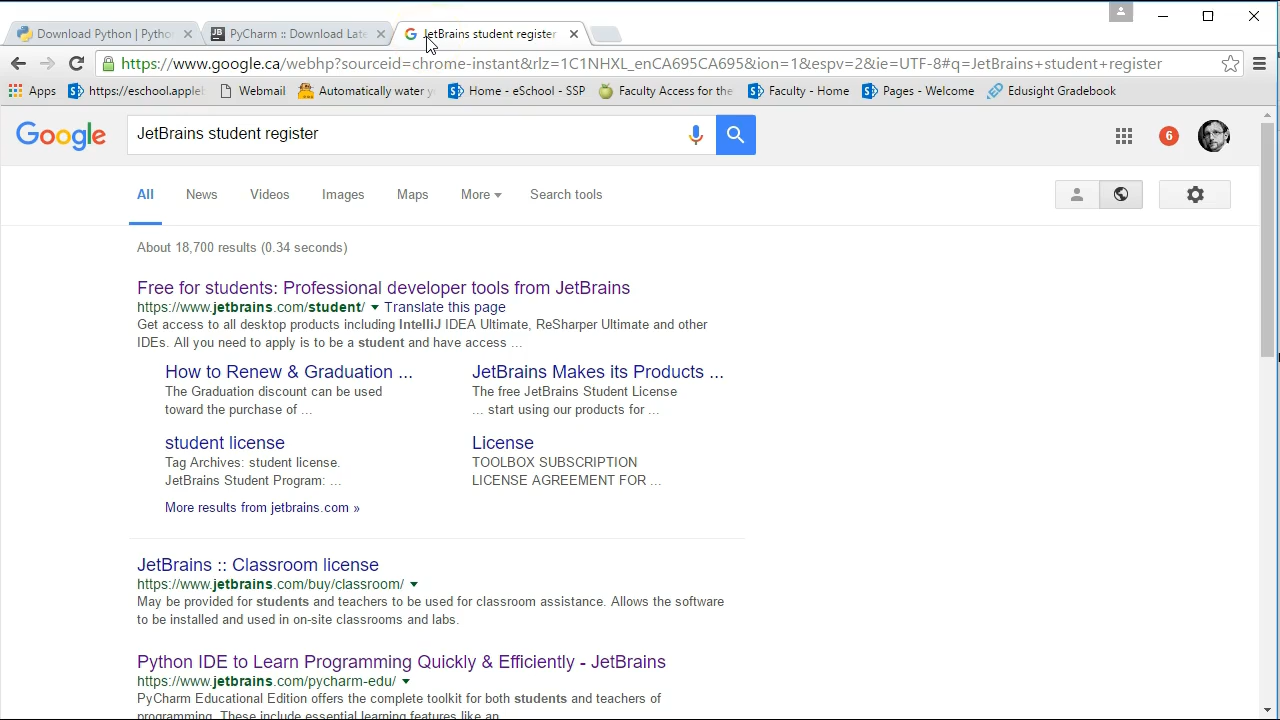 Download Python | Pytho
PyCharm :: Download Late
JetBrains student register
https://www.google.ca/webhp?sourceid=chrome-instant&rlz=1C1NHXL_enCA695CA695&ion=1&espv=2&ie=UTF-8#q=JetBrains+student+register
Apps
https://eschool.appleb
Webmail
Automatically water yo
Home - eSchool - SSP
Faculty Access for the
Faculty - Home
Pages - Welcome
Edusight Gradebook
Google
JetBrains student register
6
All
News
Videos
Images
Maps
More
Search tools
About 18,700 results (0.34 seconds)
Free for students: Professional developer tools from JetBrains
https://www.jetbrains.com/student/ Translate this page
Get access to all desktop products including IntelliJ IDEA Ultimate, ReSharper Ultimate and other
IDEs. All you need to apply is to be a student and have access ...
How to Renew & Graduation ...
The Graduation discount can be used
toward the purchase of ...
JetBrains Makes its Products ...
The free JetBrains Student License
... start using our products for ...
student license
Tag Archives: student license.
JetBrains Student Program: ...
License
TOOLBOX SUBSCRIPTION
LICENSE AGREEMENT FOR ...
More results from jetbrains.com »
JetBrains :: Classroom license
https://www.jetbrains.com/buy/classroom/
May be provided for students and teachers to be used for classroom assistance. Allows the software
to be installed and used in on-site classrooms and labs.
Python IDE to Learn Programming Quickly & Efficiently - JetBrains
https://www.jetbrains.com/pycharm-edu/
PyCharm Educational Edition offers the complete toolkit for both students and teachers of
programming. These include essential learning features like an